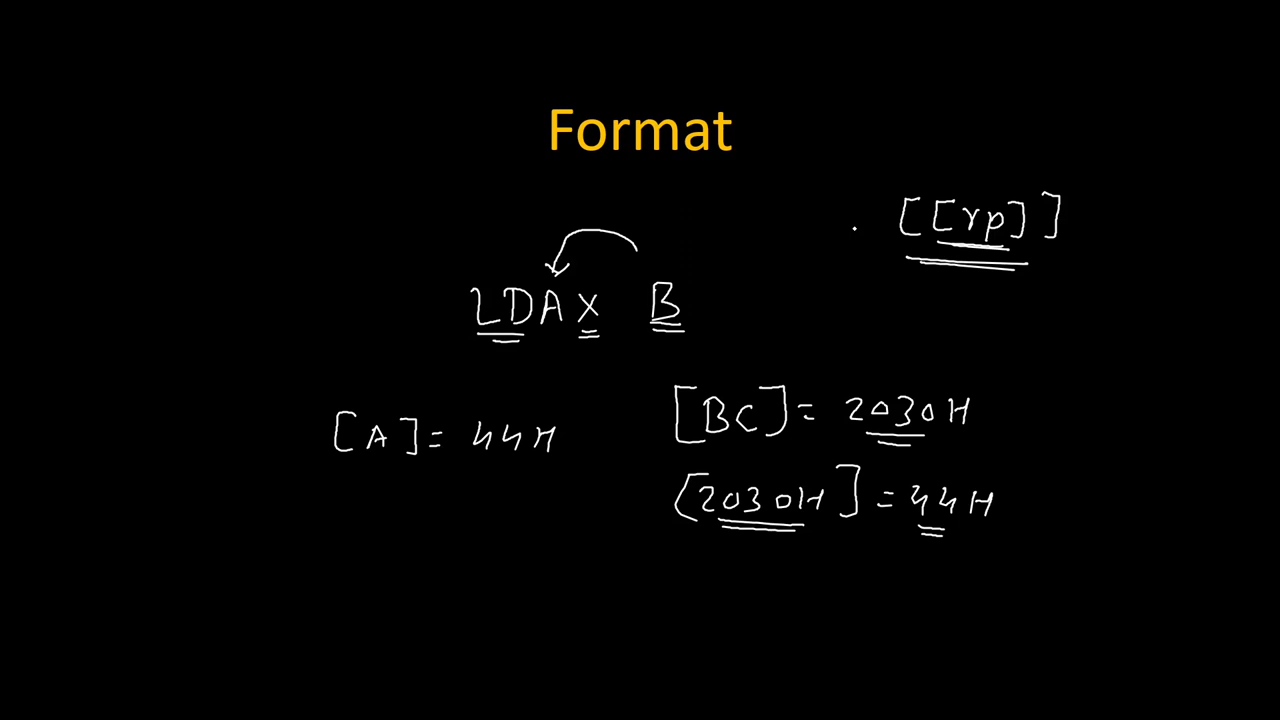 Format
[[rp]]
LDAX B
[BC] = 2030H
[A] = 44H
[2030H] = 44H